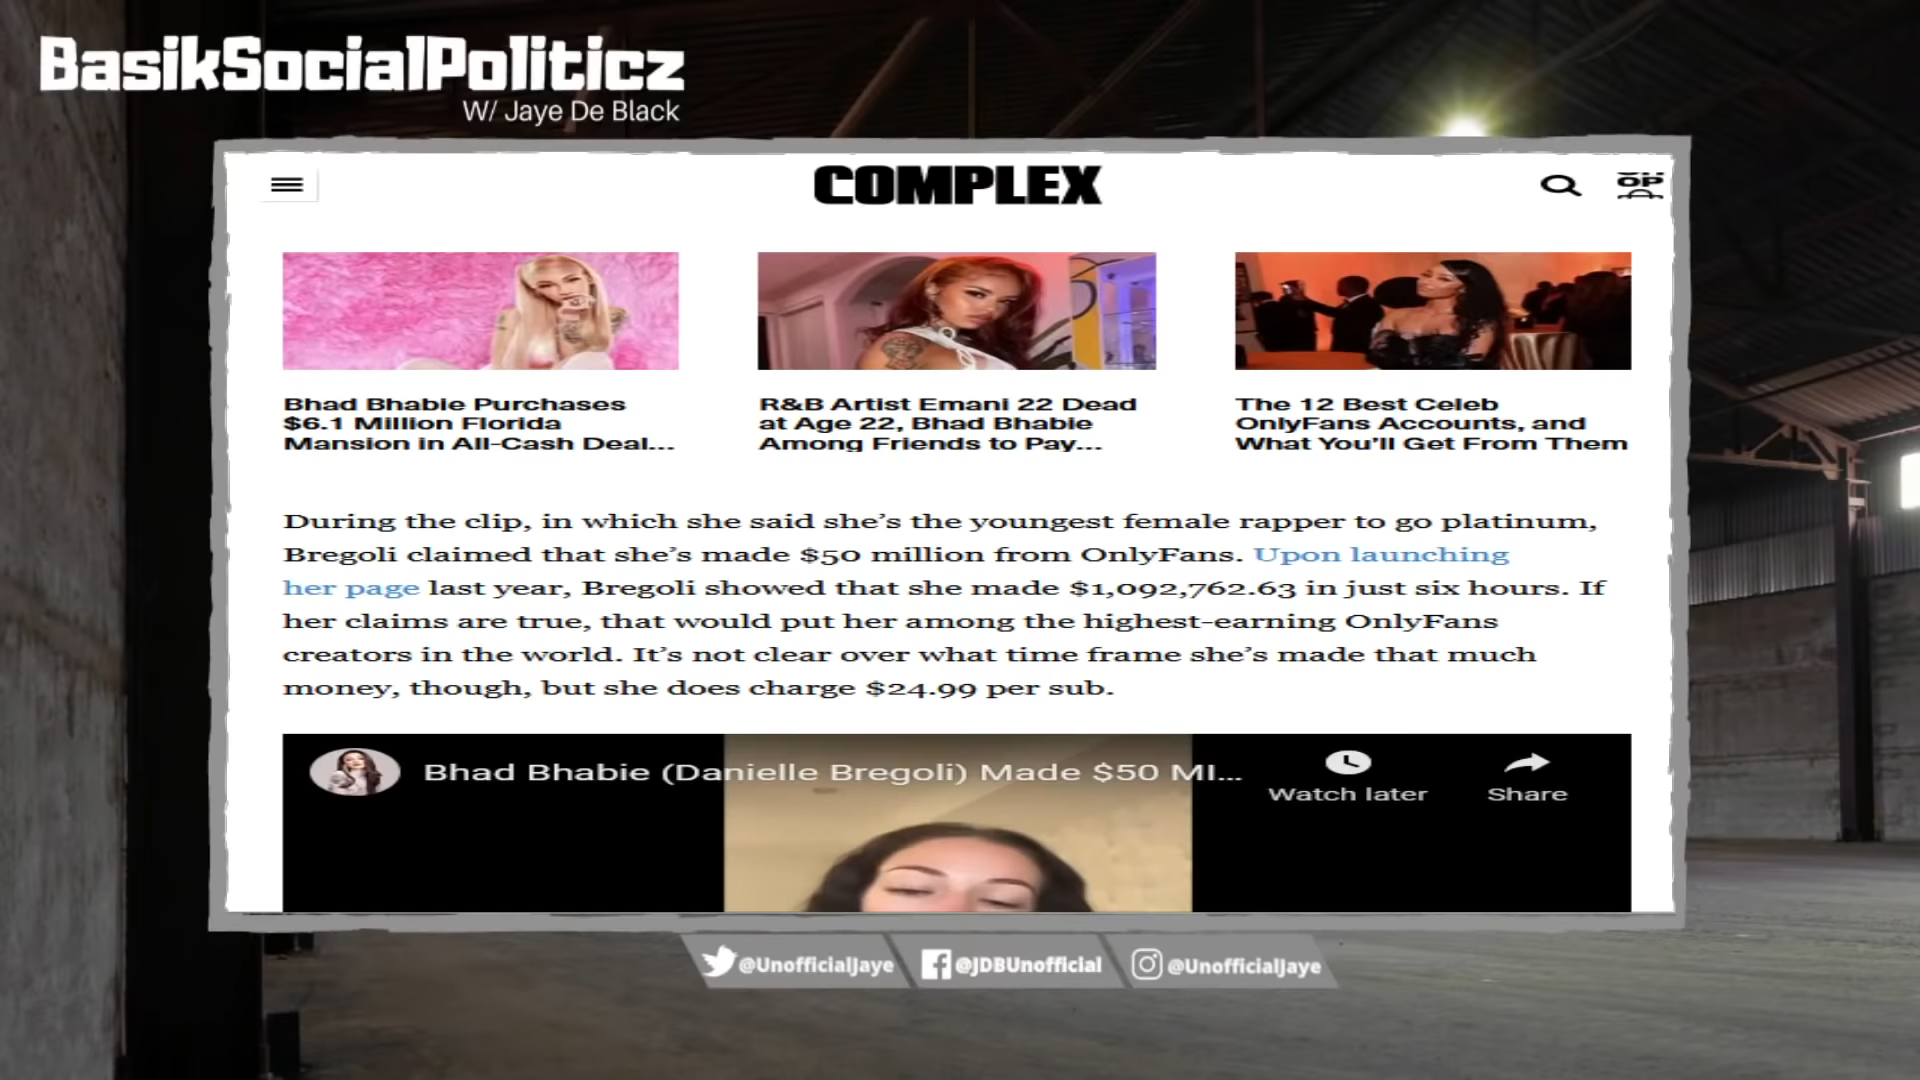 BasikSocialPoliticz
W/ Jaye De Black
COMPLEX
OP
Bhad Bhabie Purchases
$6.1 Million Florida
Mansion in All-Cash Deal...
R&B Artist Emani 22 Dead
at Age 22, Bhad Bhabie
Among Friends to Pay...
The 12 Best Celeb
OnlyFans Accounts, and
What You'll Get From Them
During the clip, in which she said she's the youngest female rapper to go platinum,
Bregoli claimed that she's made $50 million from OnlyFans. Upon launching
her page last year, Bregoli showed that she made $1,092,762.63 in just six hours. If
her claims are true, that would put her among the highest-earning OnlyFans
creators in the world. It's not clear over what time frame she's made that much
money, though, but she does charge $24.99 per sub.
Bhad Bhabie (Danielle Bregoli) Made $50 MI...
Watch later
Share
@UnofficialJaye
@JDBUnofficial
@UnofficialJaye